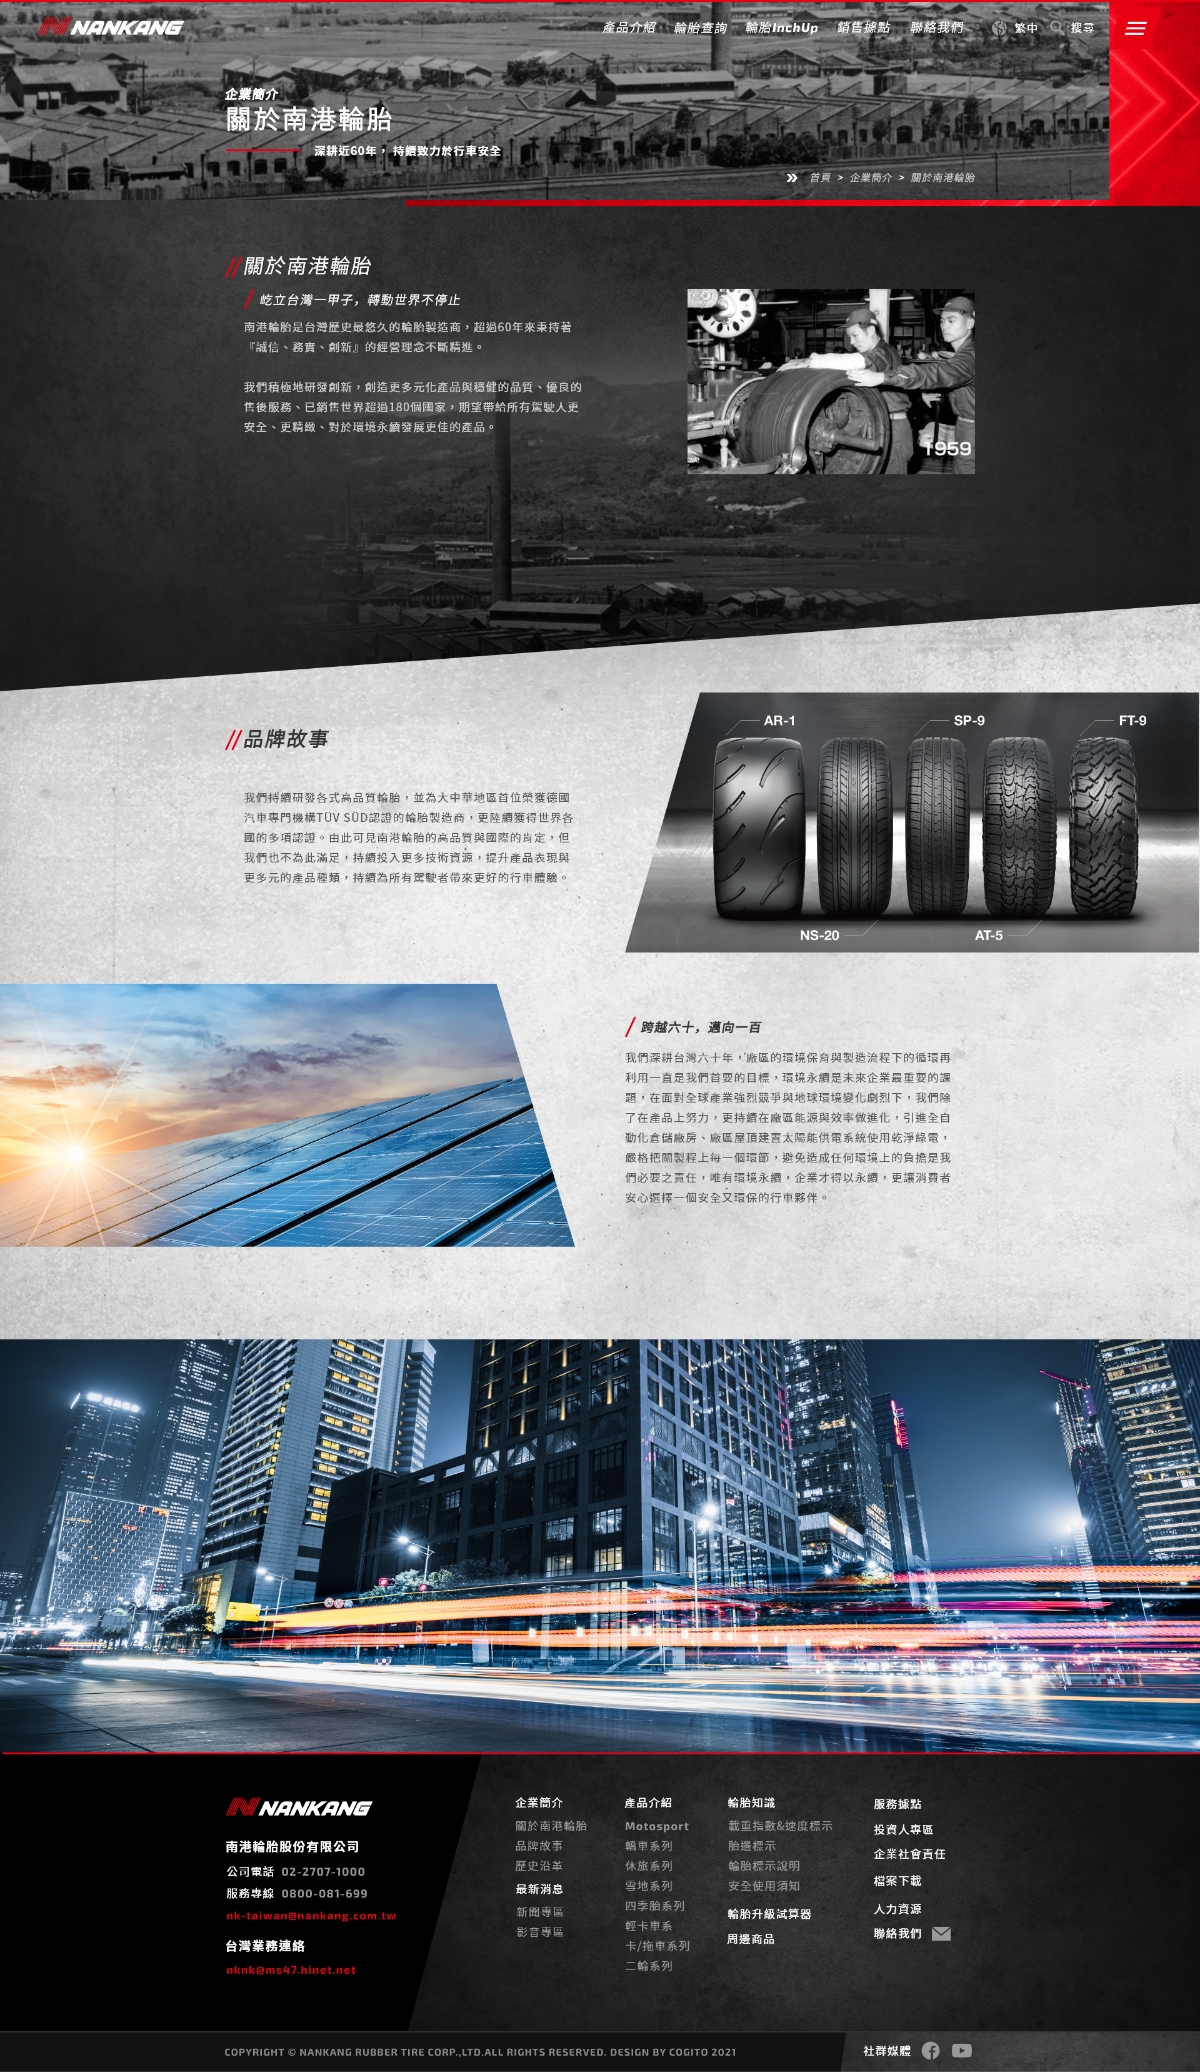 NANKANG
產品介紹 輪胎查詢 輪胎InchUp 銷售據點 聯絡我們 繁中 搜尋
企業簡介
關於南港輪胎
深耕近60年， 持續致力於行車安全
首頁 > 企業簡介 > 關於南港輪胎
關於南港輪胎
屹立台灣一甲子，轉動世界不停止
南港輪胎是台灣歷史最悠久的輪胎製造商，超過60年來秉持著
『誠信、務實、創新』的經營理念不斷精進。
我們積極地研發創新，創造更多元化產品與穩健的品質、優良的
售後服務、已銷售世界超過180個國家，期望帶給所有駕駛人更
安全、更精緻、對於環境永續發展更佳的產品。
1959
品牌故事
我們持續研發各式高品質輪胎，並為大中華地區首位榮獲德國
汽車專門機構TÜV SÜD認證的輪胎製造商，更陸續獲得世界各
國的多項認證。由此可見南港輪胎的高品質與國際的肯定，但
我們也不為此滿足，持續投入更多技術資源，提升產品表現與
更多元的產品種類，持續為所有駕駛者帶來更好的行車體驗。
AR-1
SP-9
FT-9
NS-20
AT-5
跨越六十，邁向一百
我們深耕台灣六十年，廠區的環境保育與製造流程下的循環再
利用一直是我們首要的目標，環境永續是未來企業最重要的課
題，在面對全球產業強烈競爭與地球環境變化劇烈下，我們除
了在產品上努力，更持續在廠區能源與效率做進化，引進全自
動化倉儲廠房、廠區屋頂建置太陽能供電系統使用乾淨綠電，
嚴格把關製程上每一個環節，避免造成任何環境上的負擔是我
們必要之責任，唯有環境永續，企業才得以永續，更讓消費者
安心選擇一個安全又環保的行車夥伴。
NANKANG
南港輪胎股份有限公司
公司電話 02-2707-1000
服務專線 0800-081-699
nk-taiwan@nankang.com.tw
台灣業務連絡
nknk@ms47.hinet.net
企業簡介
關於南港輪胎
品牌故事
歷史沿革
最新消息
新聞專區
影音專區
產品介紹
Motosport
轎車系列
休旅系列
雪地系列
四季胎系列
輕卡車系
卡/拖車系列
二輪系列
輪胎知識
載重指數&速度標示
胎邊標示
輪胎標示說明
安全使用須知
輪胎升級試算器
周邊商品
服務據點
投資人專區
企業社會責任
檔案下載
人力資源
聯絡我們
COPYRIGHT © NANKANG RUBBER TIRE CORP.,LTD.ALL RIGHTS RESERVED. DESIGN BY COGITO 2021
社群媒體